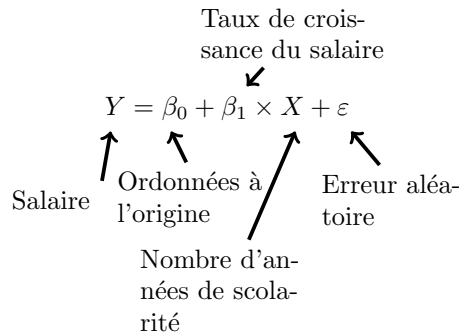 Taux de crois-
sance du salaire
Y = β₀ + β₁ × X + ε
Salaire
Ordonnées à
l'origine
Erreur aléa-
toire
Nombre d'an-
nées de scola-
rité